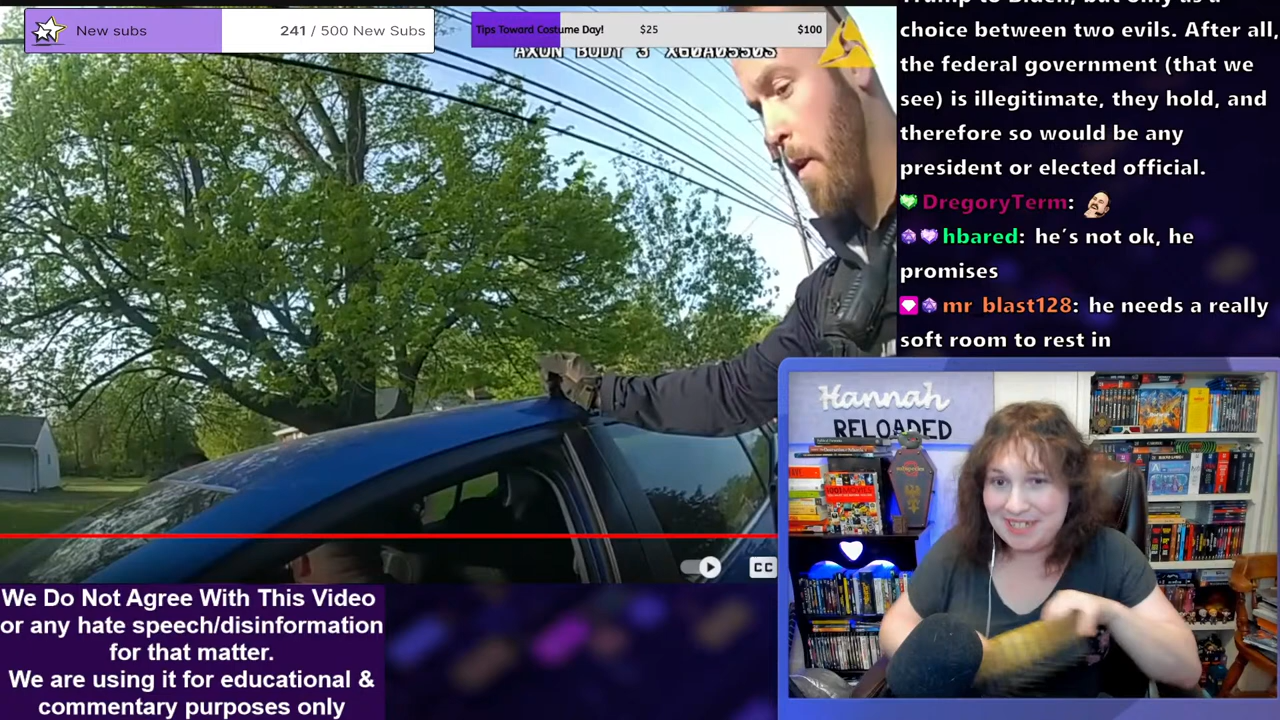 New subs
241 / 500 New Subs
Tips Toward Costume Day!
$25
$100
AXON BODY 3 X60A0550S
choice between two evils. After all,
the federal government (that we
see) is illegitimate, they hold, and
therefore so would be any
president or elected official.
DregoryTerm:
hbared: he's not ok, he
promises
mr_blast128: he needs a really
soft room to rest in
Hannah
RELOADED
CC
We Do Not Agree With This Video
or any hate speech/disinformation
for that matter.
We are using it for educational &
commentary purposes only